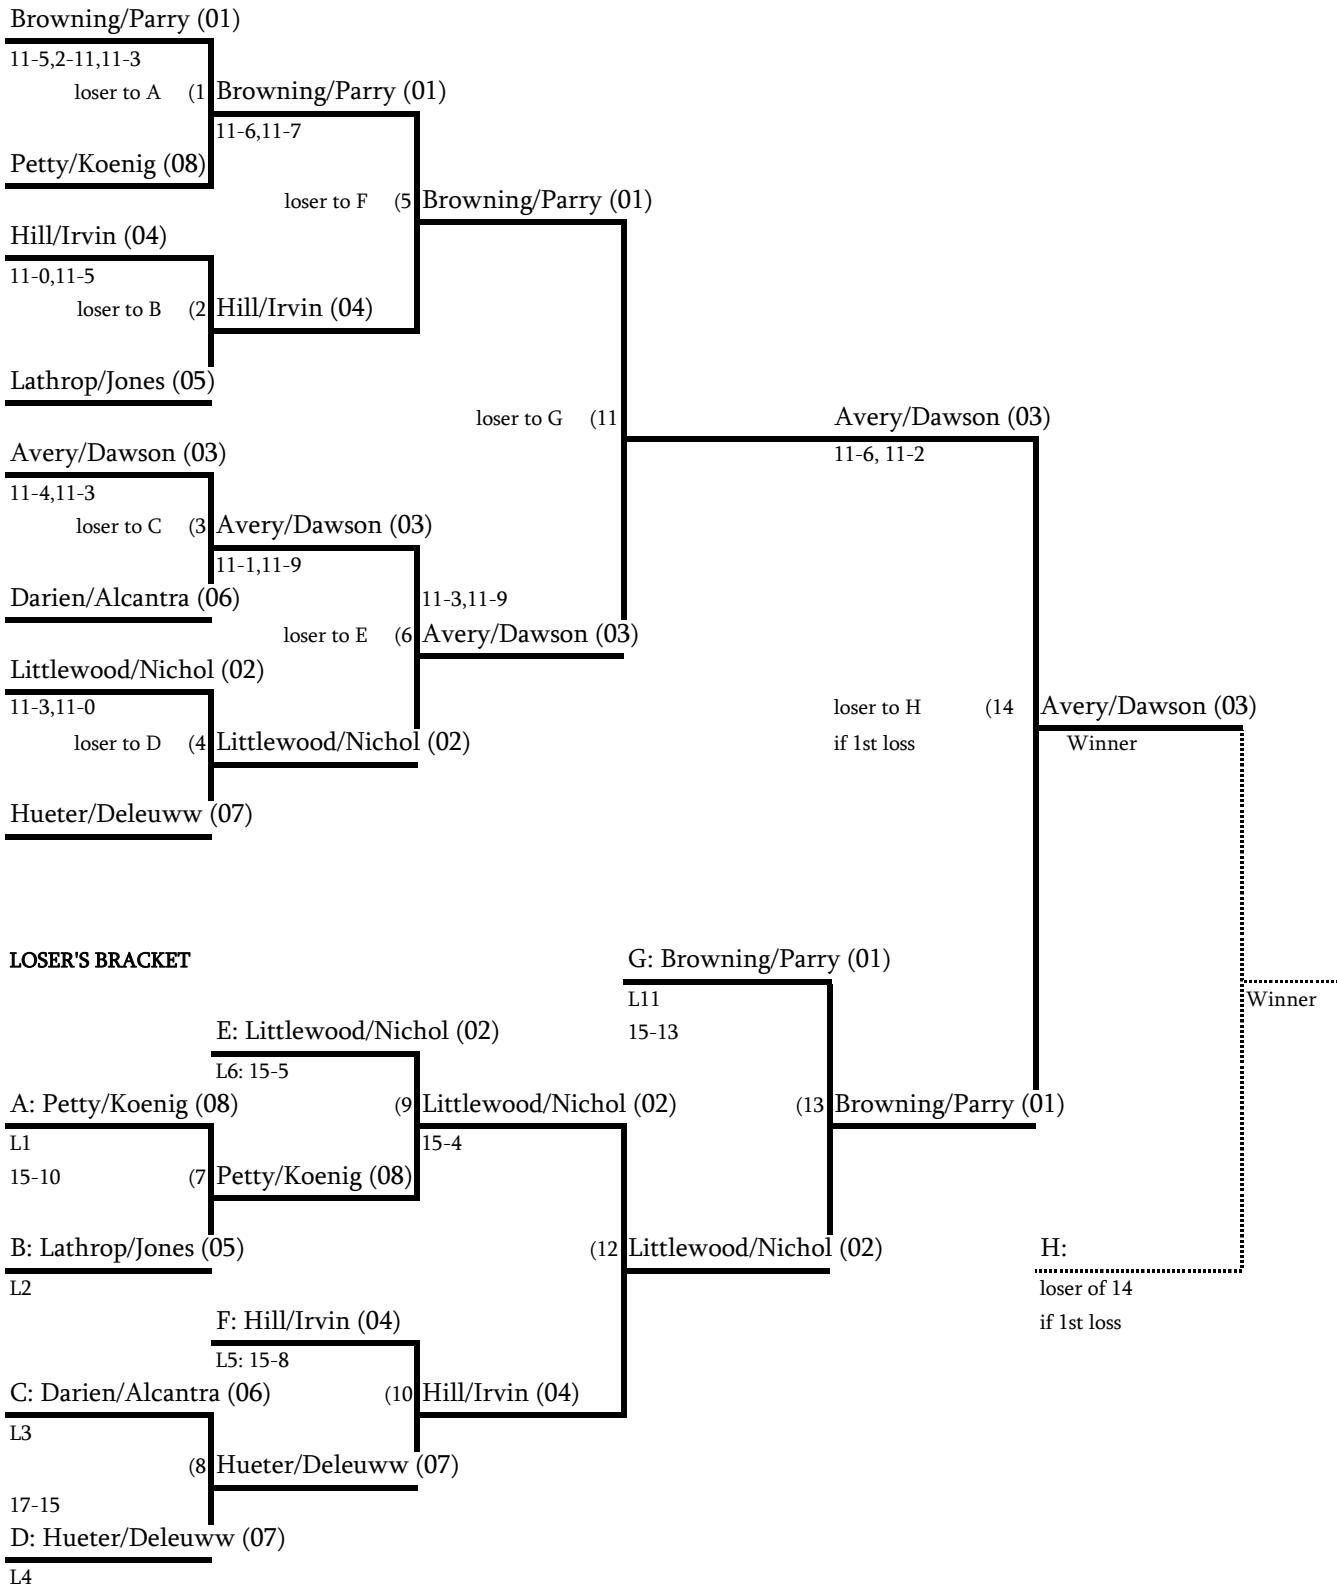 Browning/Parry (01)
11-5,2-11,11-3
loser to A (1 Browning/Parry (01)
11-6,11-7
Petty/Koenig (08)
loser to F (5 Browning/Parry (01)
Hill/Irvin (04)
11-0,11-5
loser to B (2 Hill/Irvin (04)
Lathrop/Jones (05)
loser to G (11 Avery/Dawson (03)
11-6, 11-2
Avery/Dawson (03)
11-4,11-3
loser to C (3 Avery/Dawson (03)
11-1,11-9
Darien/Alcantra (06) 11-3,11-9
loser to E (6 Avery/Dawson (03)
Littlewood/Nichol (02)
11-3,11-0
loser to D (4 Littlewood/Nichol (02)
loser to H (14 Avery/Dawson (03)
if 1st loss Winner
Hueter/Deleuww (07)
LOSER'S BRACKET G: Browning/Parry (01)
L11
15-13
Winner
E: Littlewood/Nichol (02)
L6: 15-5
A: Petty/Koenig (08) (9 Littlewood/Nichol (02) (13 Browning/Parry (01)
L1 15-4
15-10 (7 Petty/Koenig (08)
B: Lathrop/Jones (05) (12 Littlewood/Nichol (02) H:
L2 loser of 14
if 1st loss
F: Hill/Irvin (04)
L5: 15-8
C: Darien/Alcantra (06) (10 Hill/Irvin (04)
L3
(8 Hueter/Deleuww (07)
17-15
D: Hueter/Deleuww (07)
L4